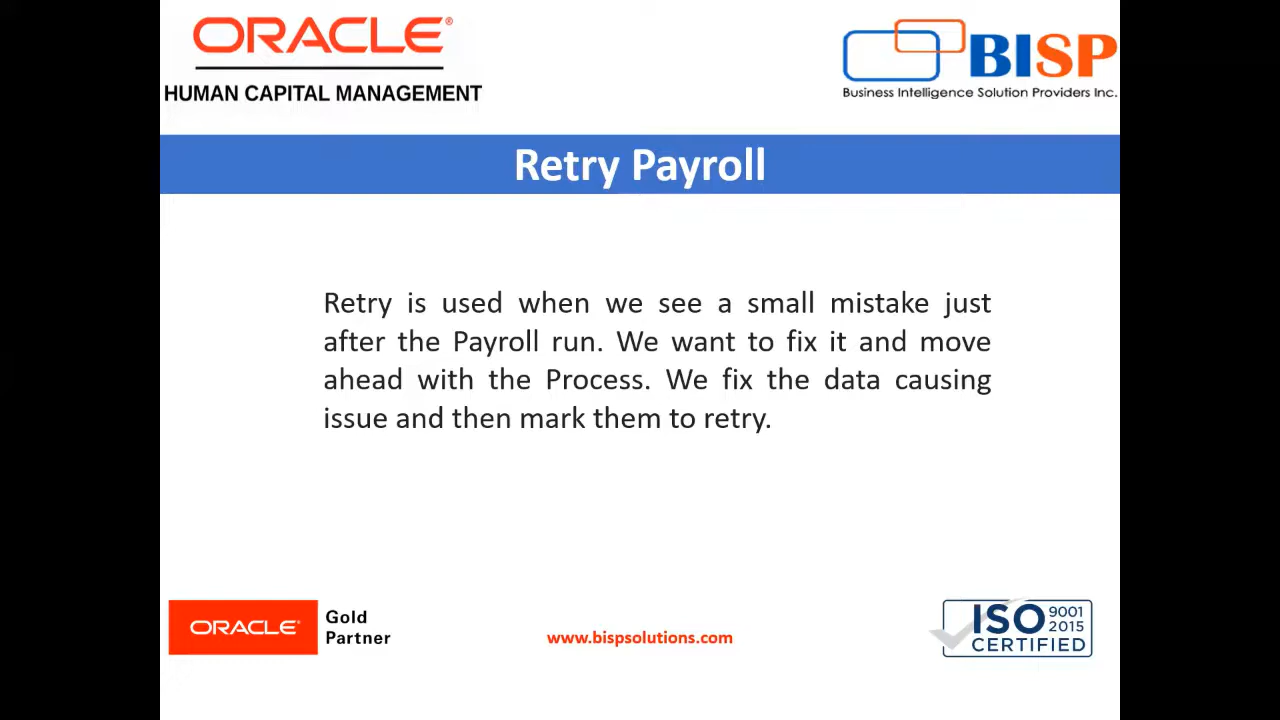 ORACLE®
HUMAN CAPITAL MANAGEMENT
BISP
Business Intelligence Solution Providers Inc.
Retry Payroll
Retry is used when we see a small mistake just
after the Payroll run. We want to fix it and move
ahead with the Process. We fix the data causing
issue and then mark them to retry.
ORACLE®
Gold
Partner
www.bispsolutions.com
ISO 9001
2015
CERTIFIED